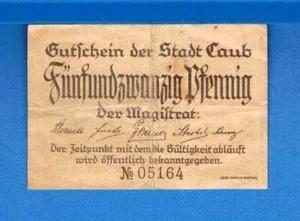 Gutschein der Stadt Caub
Fünfundzwanzig Pfennig
Der Magistrat:
Der Zeitpunkt mit dem die Gültigkeit abläuft
wird öffentlich bekanntgegeben.
№ 05164